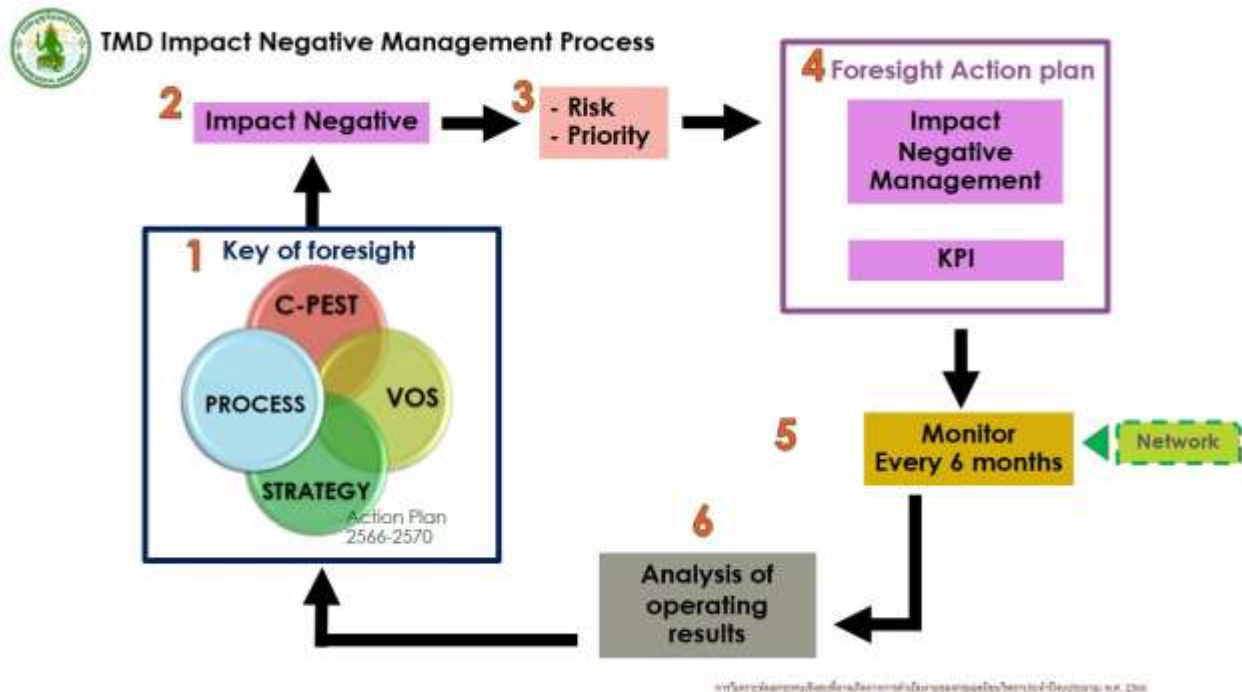 TMD Impact Negative Management Process
2
Impact Negative
3
- Risk
- Priority
4 Foresight Action plan
Impact
Negative
Management
KPI
1 Key of foresight
C-PEST
PROCESS
VOS
STRATEGY
Action Plan
2566-2570
5
Monitor
Every 6 months
Network
6
Analysis of
operating
results